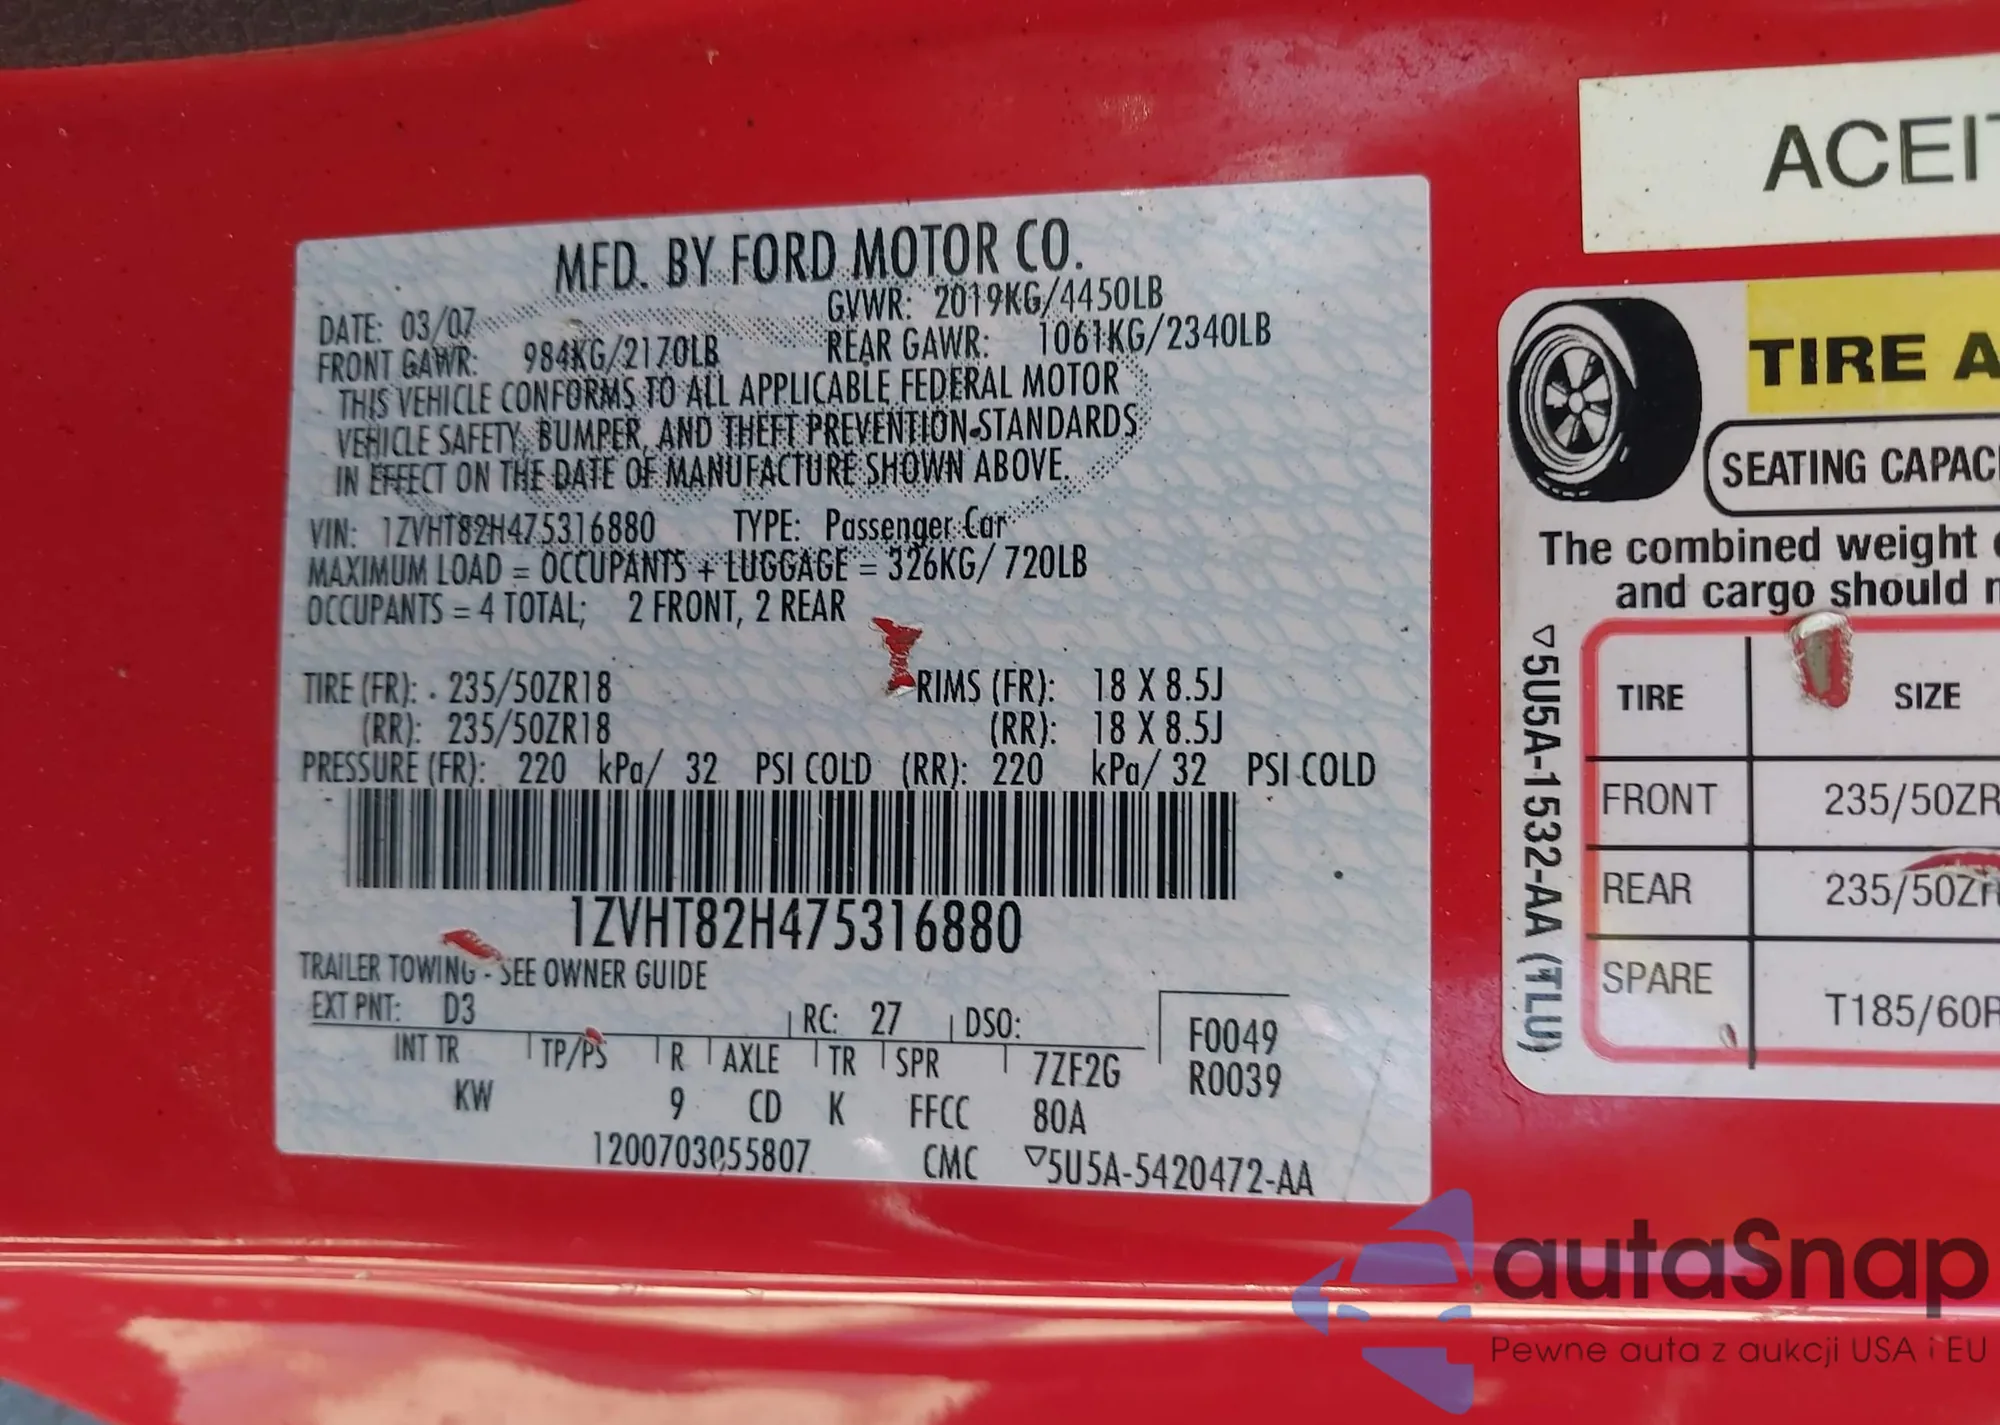 MFD. BY FORD MOTOR CO.
DATE: 03/07 GVWR: 2019KG/4450LB
FRONT GAWR: 984KG/2170LB REAR GAWR: 1061KG/2340LB
THIS VEHICLE CONFORMS TO ALL APPLICABLE FEDERAL MOTOR
VEHICLE SAFETY, BUMPER, AND THEFT PREVENTION STANDARDS
IN EFFECT ON THE DATE OF MANUFACTURE SHOWN ABOVE.
VIN: 1ZVHT82H475316880 TYPE: Passenger Car
MAXIMUM LOAD = OCCUPANTS + LUGGAGE = 326KG/ 720LB
OCCUPANTS = 4 TOTAL; 2 FRONT, 2 REAR
TIRE (FR): 235/50ZR18 RIMS (FR): 18 X 8.5J
(RR): 235/50ZR18 (RR): 18 X 8.5J
PRESSURE (FR): 220 kPa/ 32 PSI COLD (RR): 220 kPa/ 32 PSI COLD
1ZVHT82H475316880
TRAILER TOWING - SEE OWNER GUIDE
EXT PNT: D3 RC: 27 DSO: F0049
INT TR TP/PS R AXLE TR SPR 7ZF2G R0039
KW 9 CD K FFCC 80A
1200703055807 CMC ▽5U5A-5420472-AA
ACEI
TIRE A
SEATING CAPAC
The combined weight
and cargo should
▽5U5A-1532-AA (TLU)
TIRE SIZE
FRONT 235/50ZR
REAR 235/50ZR
SPARE T185/60R
autaSnap
Pewne auta z aukcji USA i EU